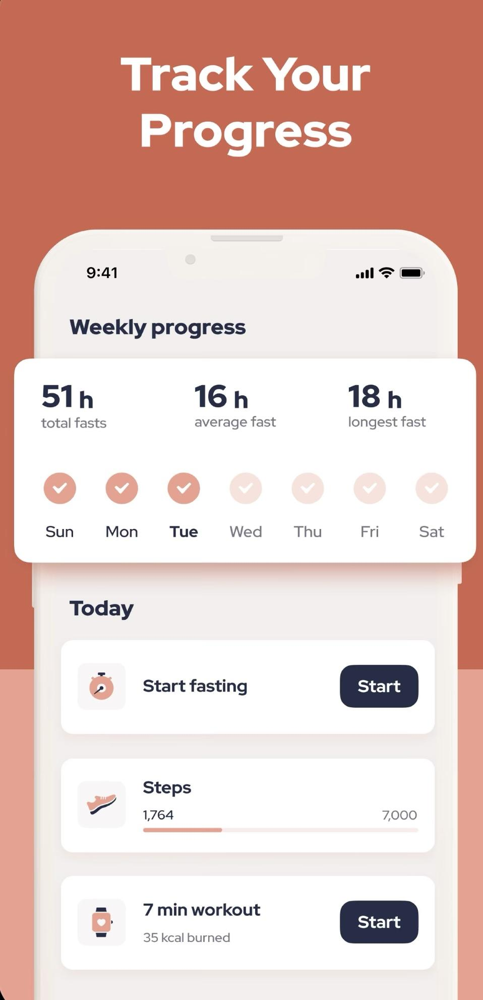 Track Your
Progress
9:41
Weekly progress
51 h 16 h 18 h
total fasts average fast longest fast
Sun Mon Tue Wed Thu Fri Sat
Today
Start fasting Start
Steps
1,764 7,000
7 min workout
35 kcal burned
Start